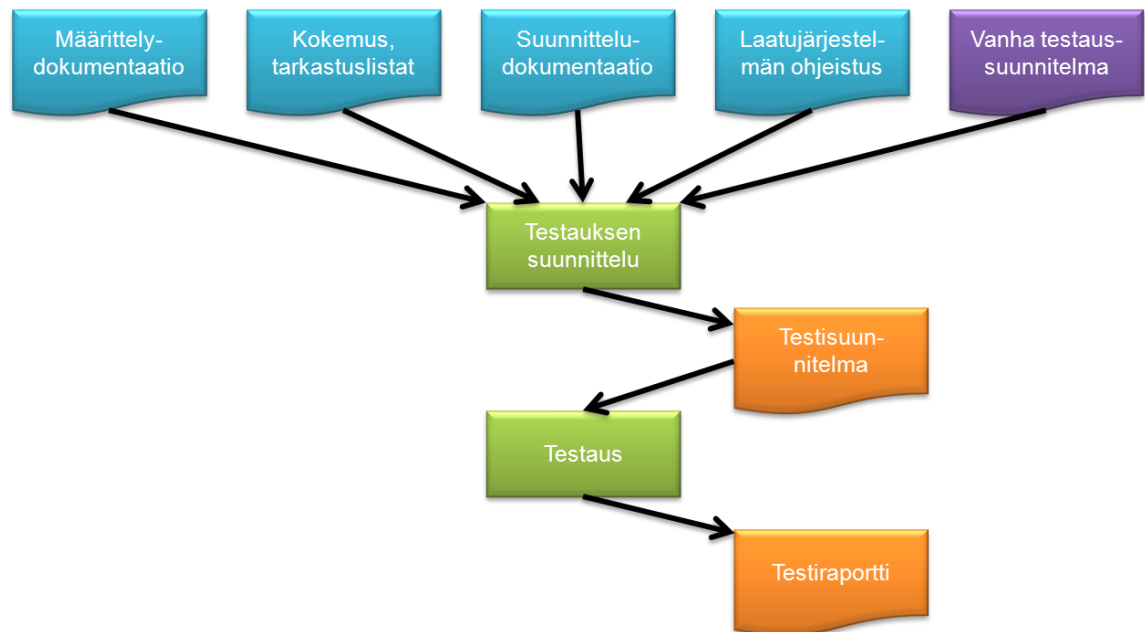 Määrittely-
dokumentaatio
Kokemus,
tarkastuslistat
Suunnittelu-
dokumentaatio
Laatujärjestel-
män ohjeistus
Vanha testaus-
suunnitelma
Testauksen
suunnittelu
Testisuun-
nitelma
Testaus
Testiraportti